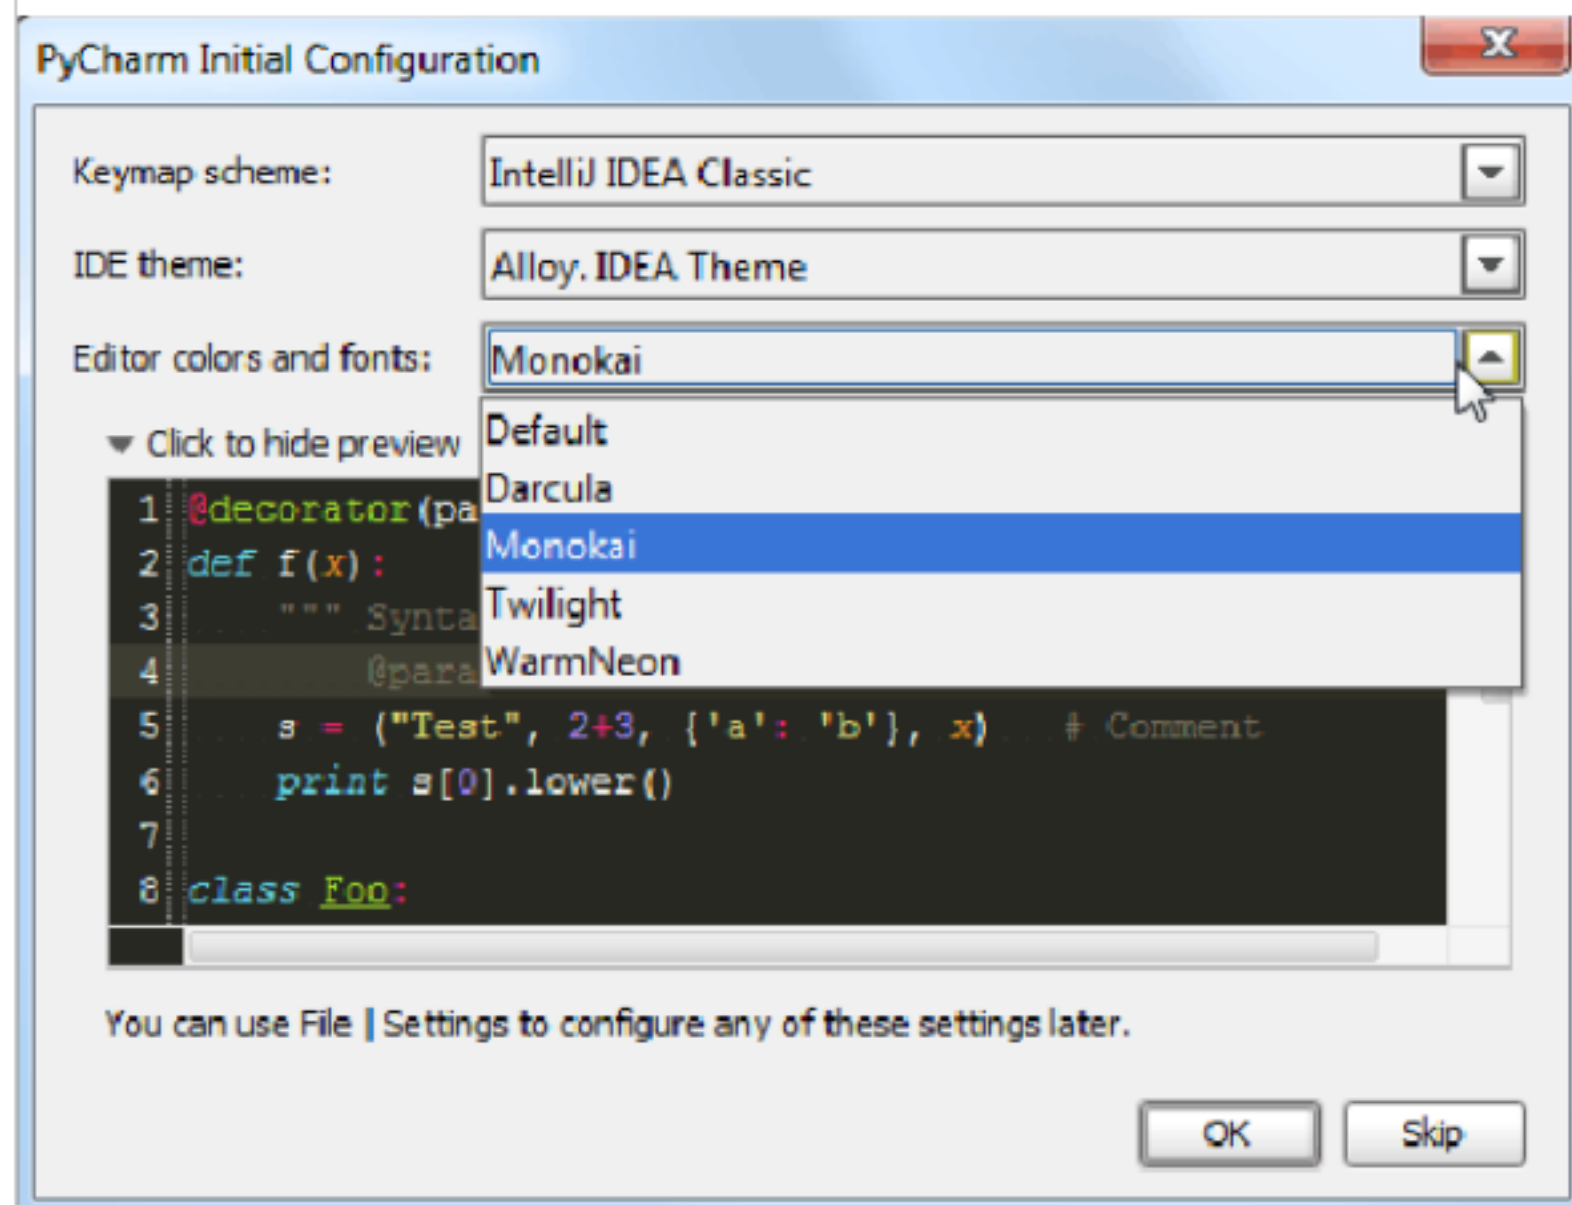 PyCharm Initial Configuration
Keymap scheme: IntelliJ IDEA Classic
IDE theme: Alloy. IDEA Theme
Editor colors and fonts: Monokai
Click to hide preview
Default
Darcula
Monokai
Twilight
WarmNeon
1 @decorator(pa
2 def f(x):
3 """ Synta
4 @para
5 s = ("Test", 2+3, {'a': 'b'}, x) # Comment
6 print s[0].lower()
7
8 class Foo:
You can use File | Settings to configure any of these settings later.
OK Skip